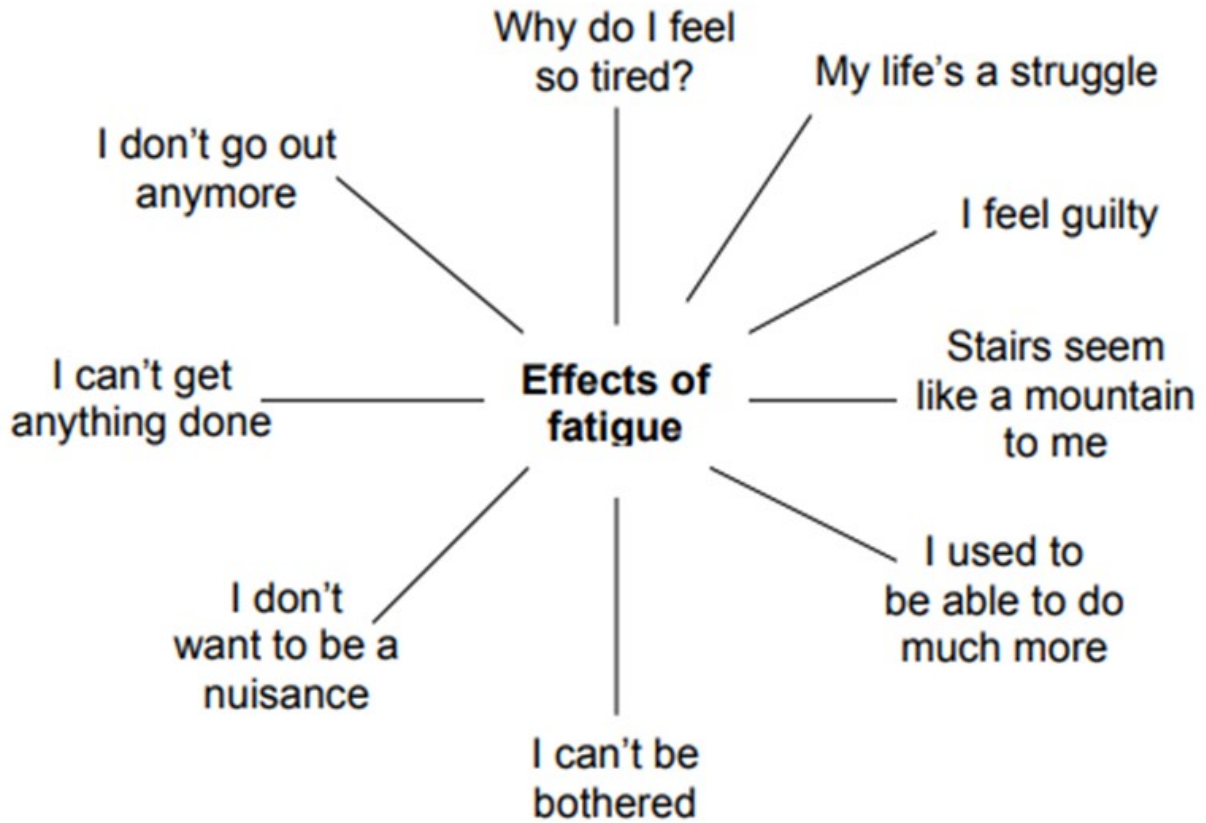 Why do I feel
so tired?
My life's a struggle
I don't go out
anymore
I feel guilty
Stairs seem
like a mountain
to me
I can't get
anything done
Effects of
fatigue
I used to
be able to do
much more
I don't
want to be a
nuisance
I can't be
bothered